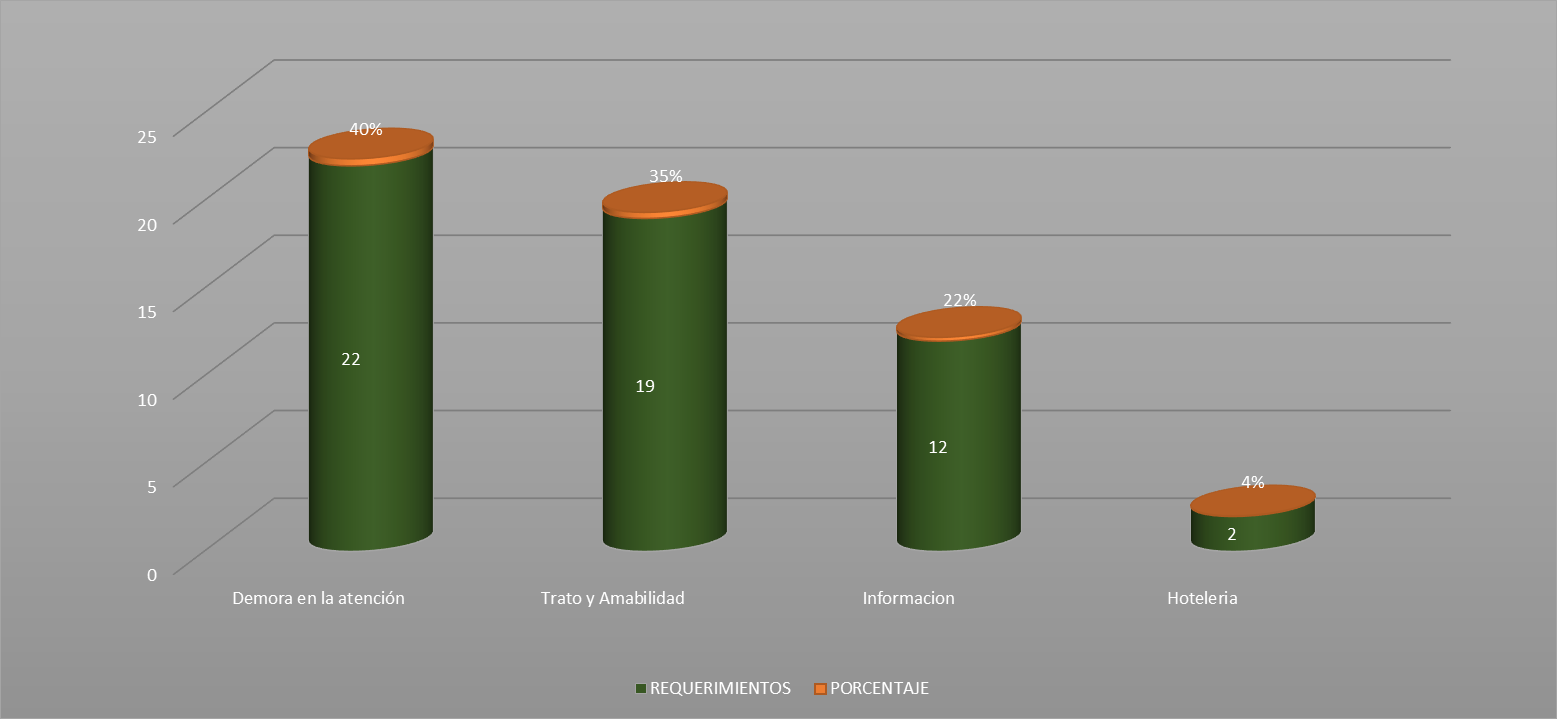 25
20
15
10
5
0
40%
35%
22%
4%
22
19
12
2
Demora en la atención
Trato y Amabilidad
Informacion
Hoteleria
REQUERIMIENTOS
PORCENTAJE